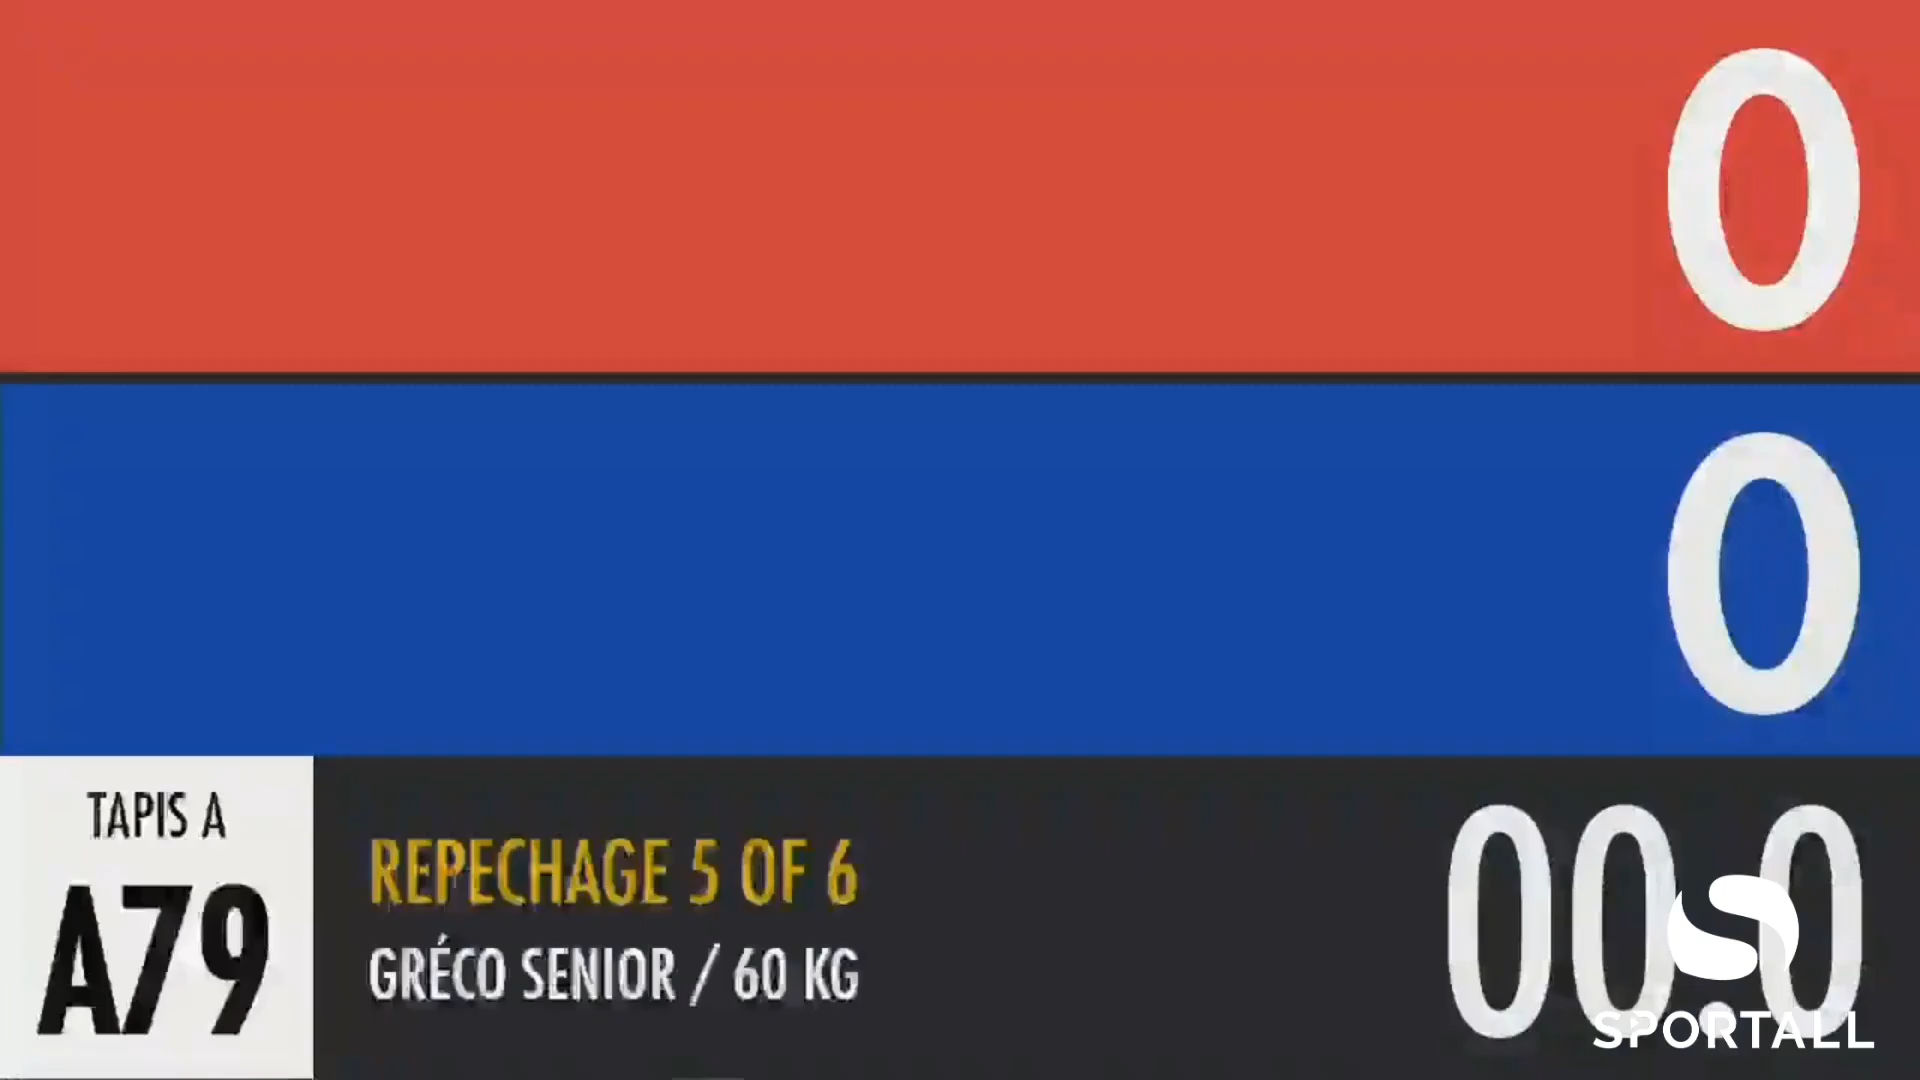 0
0
TAPIS A
A79
REPECHAGE 5 OF 6
GRÉCO SENIOR / 60 KG
00.0
SPORTALL